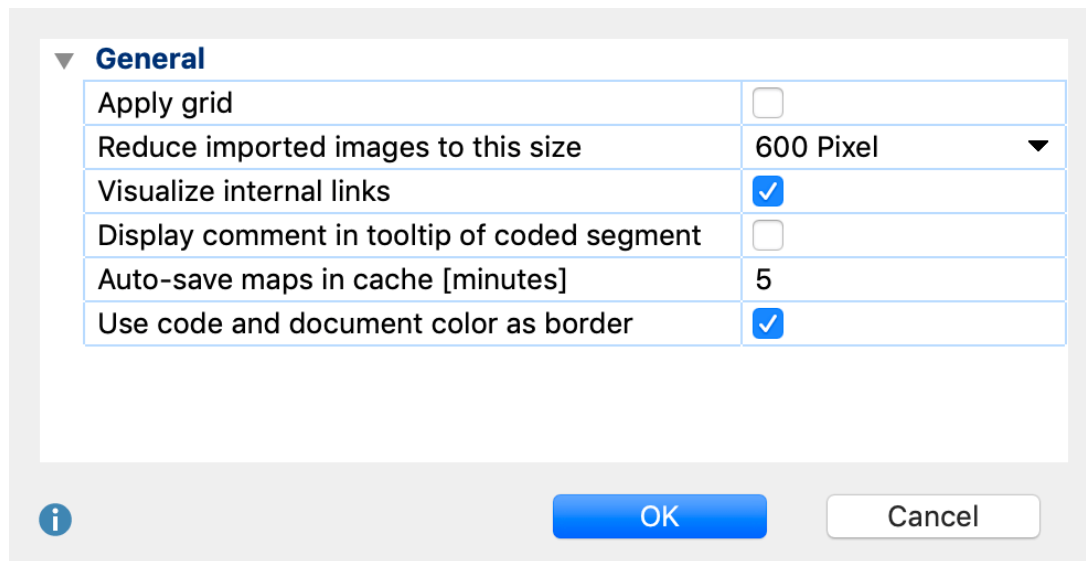 General
Apply grid
Reduce imported images to this size 600 Pixel
Visualize internal links
Display comment in tooltip of coded segment
Auto-save maps in cache [minutes] 5
Use code and document color as border
OK Cancel